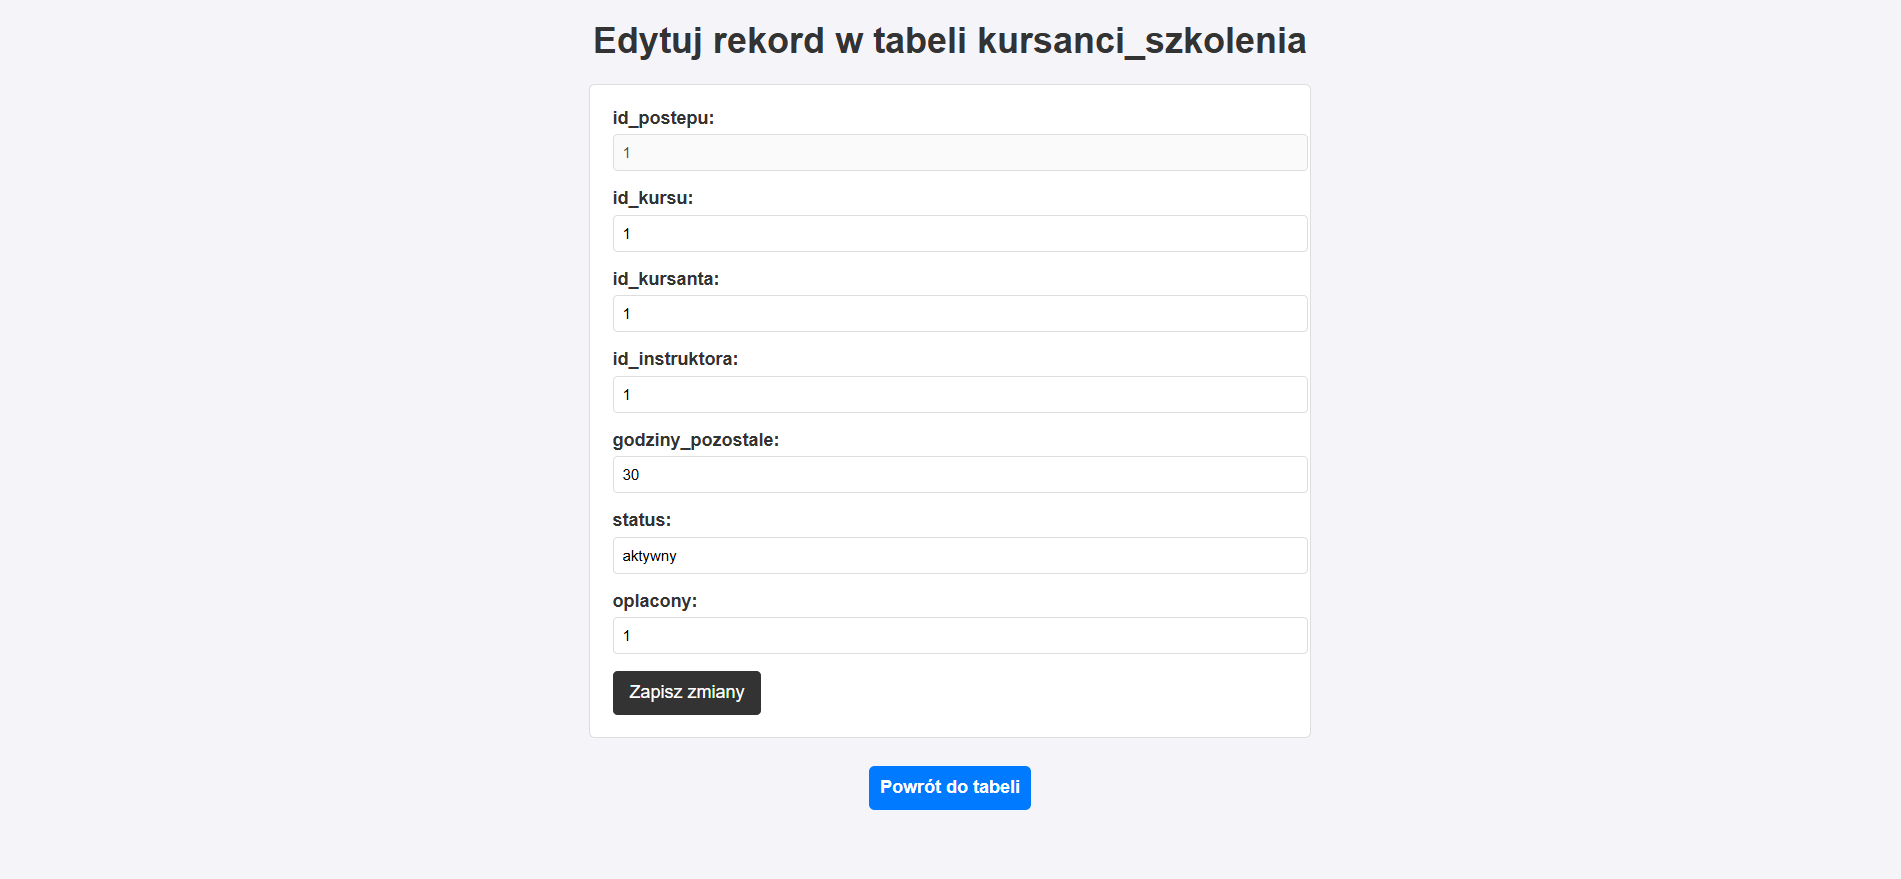 Edytuj rekord w tabeli kursanci_szkolenia
id_postepu:
1
id_kursu:
1
id_kursanta:
1
id_instruktora:
1
godziny_pozostale:
30
status:
aktywny
oplacony:
1
Zapisz zmiany
Powrót do tabeli